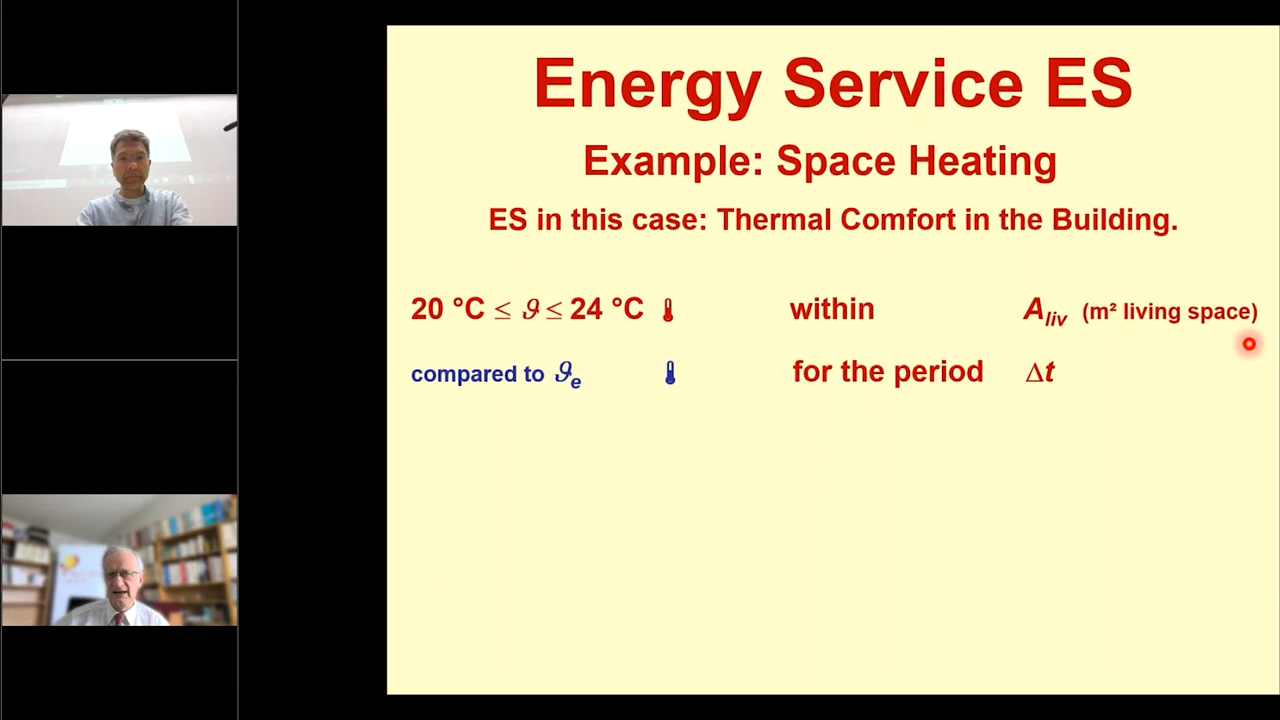 Energy Service ES
Example: Space Heating
ES in this case: Thermal Comfort in the Building.
20 °C ≤ 𝜗 ≤ 24 °C within A_liv (m² living space)
compared to 𝜗_e for the period Δt